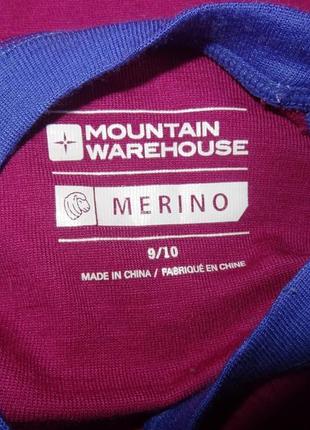 MOUNTAIN
WAREHOUSE
MERINO
9/10
MADE IN CHINA / FABRIQUÉ EN CHINE